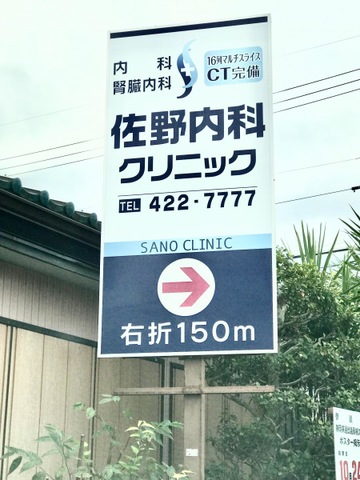 内科
腎臓内科
16列マルチスライス
CT完備
佐野内科
クリニック
TEL 422-7777
SANO CLINIC
右折150m